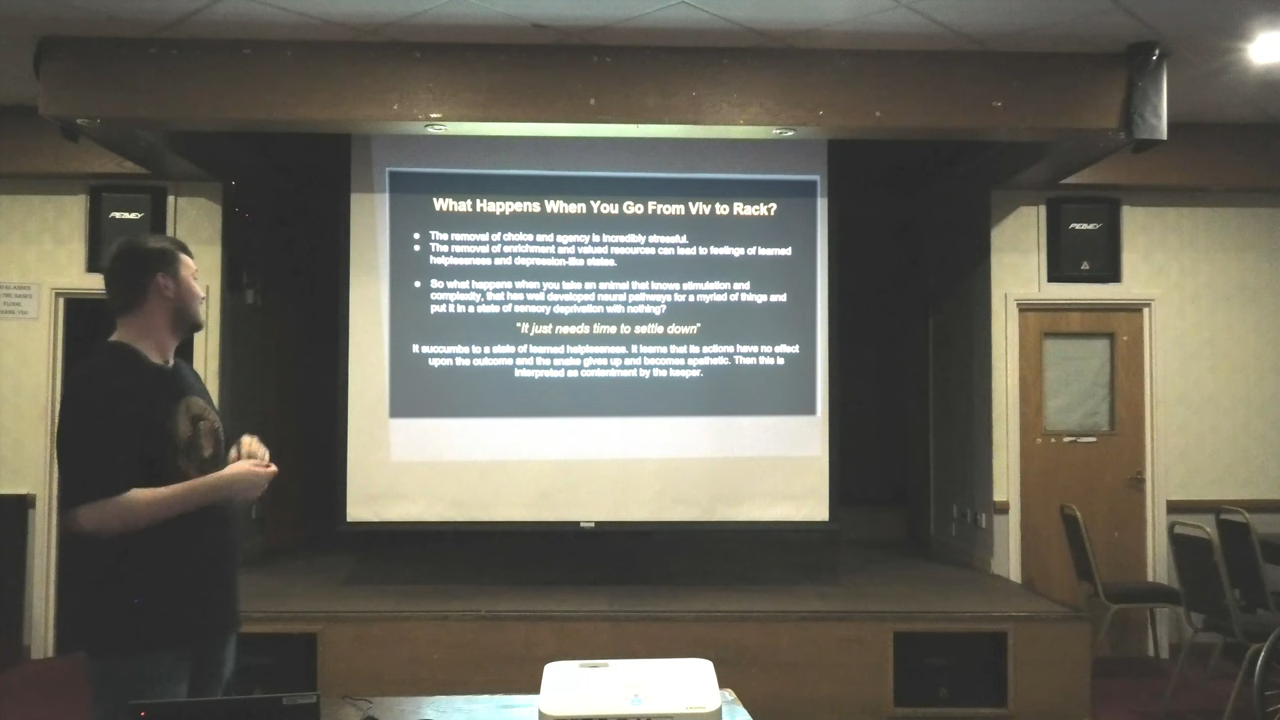 What Happens When You Go From Viv to Rack?
● The removal of choice and agency is incredibly stressful.
● The removal of enrichment and valued resources can lead to feelings of learned
helplessness and depression-like states.
● So what happens when you take an animal that knows stimulation and
complexity, that has well developed neural pathways for a myriad of things and
put it in a state of sensory deprivation with nothing?
"It just needs time to settle down"
It succumbs to a state of learned helplessness. It learns that its actions have no effect
upon the outcome and the snake gives up and becomes apathetic. Then this is
interpreted as contentment by the keeper.
PEAVEY
PEAVEY